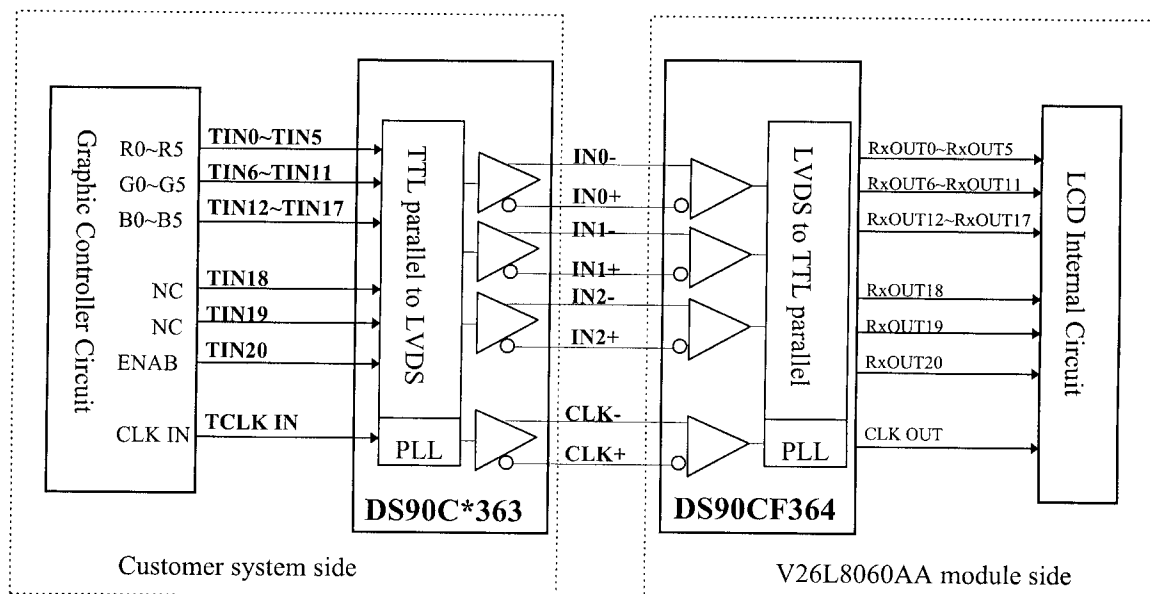 Graphic Controller Circuit
R0~R5
G0~G5
B0~B5
NC
NC
ENAB
CLK IN
TIN0~TIN5
TIN6~TIN11
TIN12~TIN17
TIN18
TIN19
TIN20
TCLK IN
TTL parallel to LVDS
PLL
DS90C*363
IN0-
IN0+
IN1-
IN1+
IN2-
IN2+
CLK-
CLK+
LVDS to TTL parallel
PLL
DS90CF364
RxOUT0~RxOUT5
RxOUT6~RxOUT11
RxOUT12~RxOUT17
RxOUT18
RxOUT19
RxOUT20
CLK OUT
LCD Internal Circuit
Customer system side
V26L8060AA module side